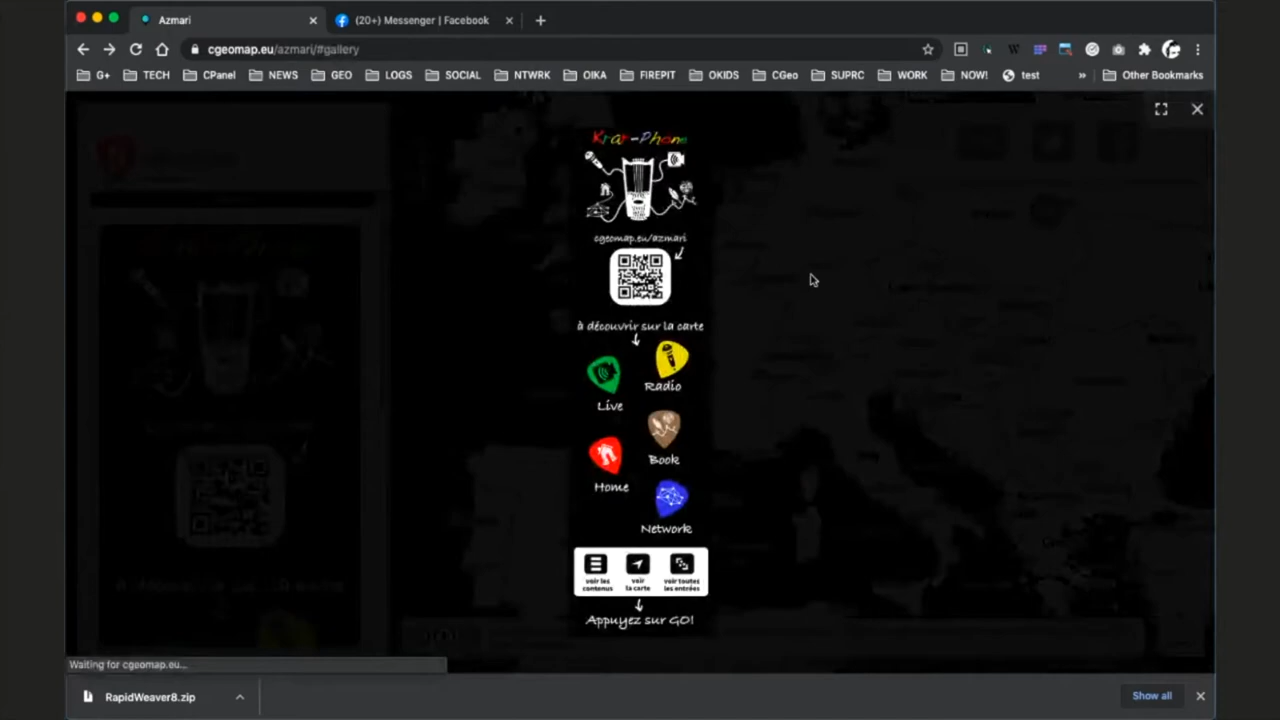 Azmari
(20+) Messenger | Facebook
cgeomap.eu/azmari/#gallery
G+ TECH CPanel NEWS GEO LOGS SOCIAL NTWRK OIKA FIREPIT OKIDS CGeo SUPRC WORK NOW! test » Other Bookmarks
Krar-Phone
cgeomap.eu/azmari
à découvrir sur la carte
Radio
Live
Book
Home
Network
voir les contenus
voir la carte
voir toutes les entrées
Appuyez sur GO!
Waiting for cgeomap.eu...
RapidWeaver8.zip
Show all